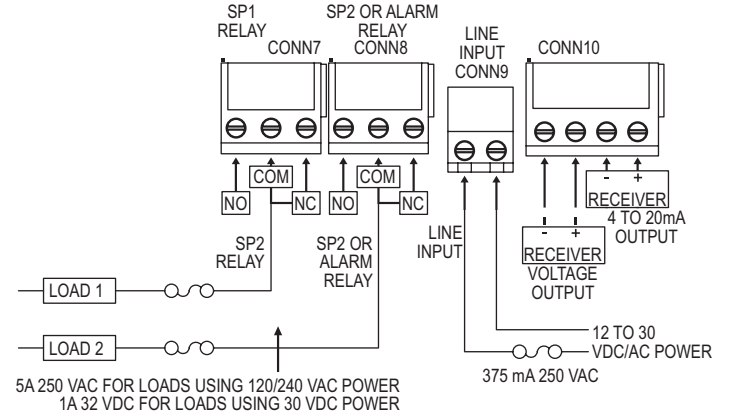 SP1
RELAY
CONN7
SP2 OR ALARM
RELAY
CONN8
LINE
INPUT
CONN9
CONN10
COM
COM
NO
NC
NO
NC
- +
RECEIVER
4 TO 20mA
OUTPUT
- +
RECEIVER
VOLTAGE
OUTPUT
SP2
RELAY
SP2 OR
ALARM
RELAY
LINE
INPUT
LOAD 1
LOAD 2
12 TO 30
VDC/AC POWER
375 mA 250 VAC
5A 250 VAC FOR LOADS USING 120/240 VAC POWER
1A 32 VDC FOR LOADS USING 30 VDC POWER